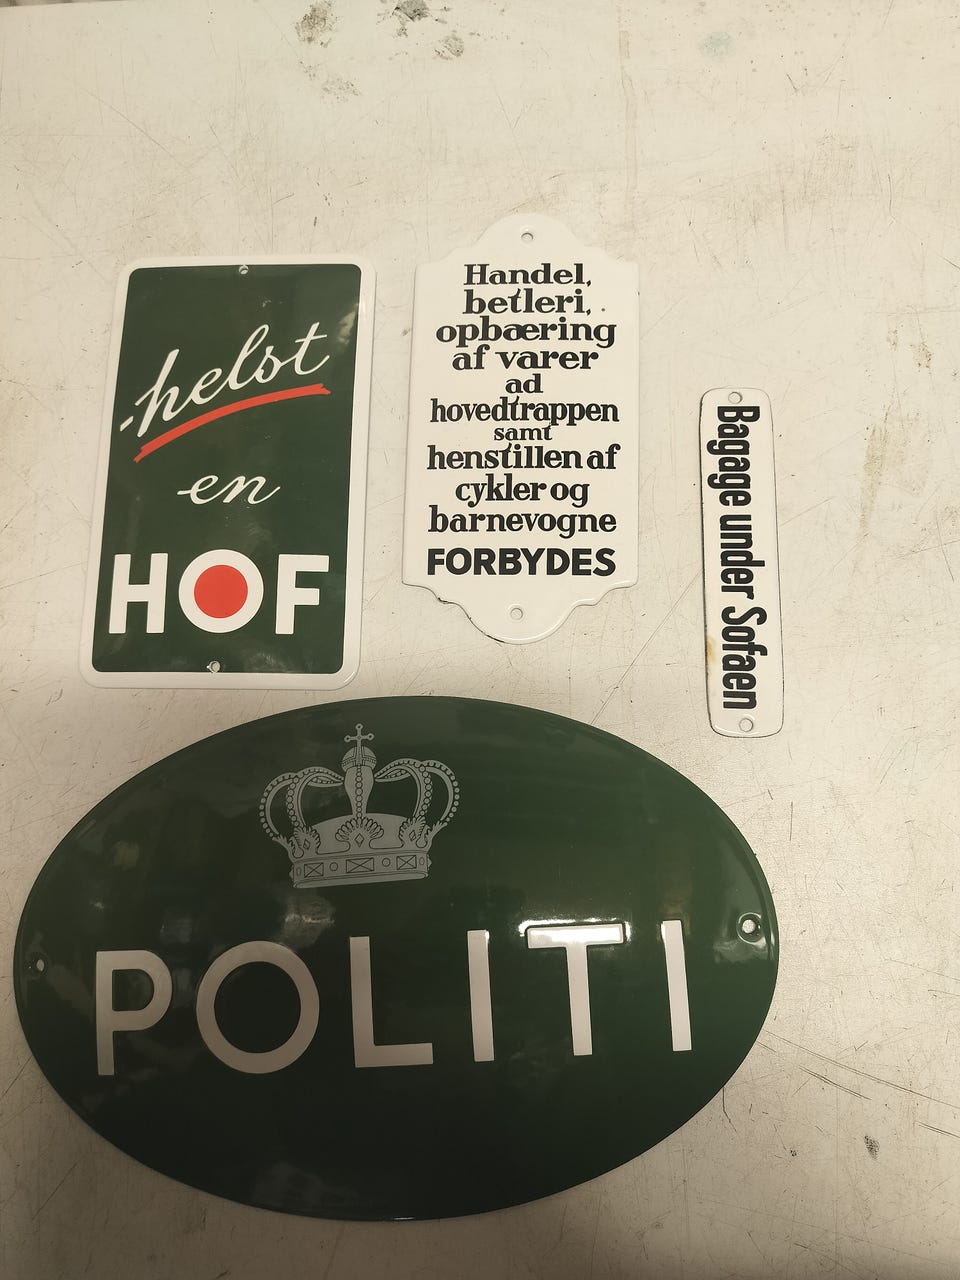 -helst
en
HOF
Handel,
betleri,
opbæring
af varer
ad
hovedtrappen
samt
henstillen af
cykler og
barnevogne
FORBYDES
Bagage under Sofaen
POLITI